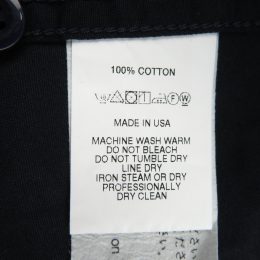 100% COTTON
MADE IN USA
MACHINE WASH WARM
DO NOT BLEACH
DO NOT TUMBLE DRY
LINE DRY
IRON STEAM OR DRY
PROFESSIONALLY
DRY CLEAN